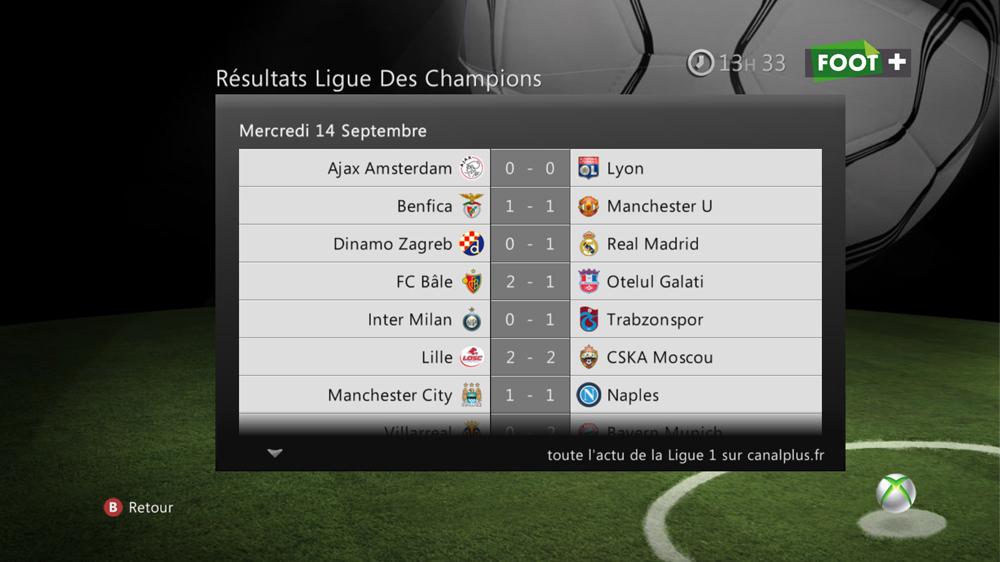 13H 33
FOOT +
Résultats Ligue Des Champions
Mercredi 14 Septembre
Ajax Amsterdam 0 - 0 Lyon
Benfica 1 - 1 Manchester U
Dinamo Zagreb 0 - 1 Real Madrid
FC Bâle 2 - 1 Otelul Galati
Inter Milan 0 - 1 Trabzonspor
Lille LOSC 2 - 2 CSKA Moscou
Manchester City 1 - 1 Naples
Villarreal 0 - 2 Bayern Munich
toute l'actu de la Ligue 1 sur canalplus.fr
B Retour